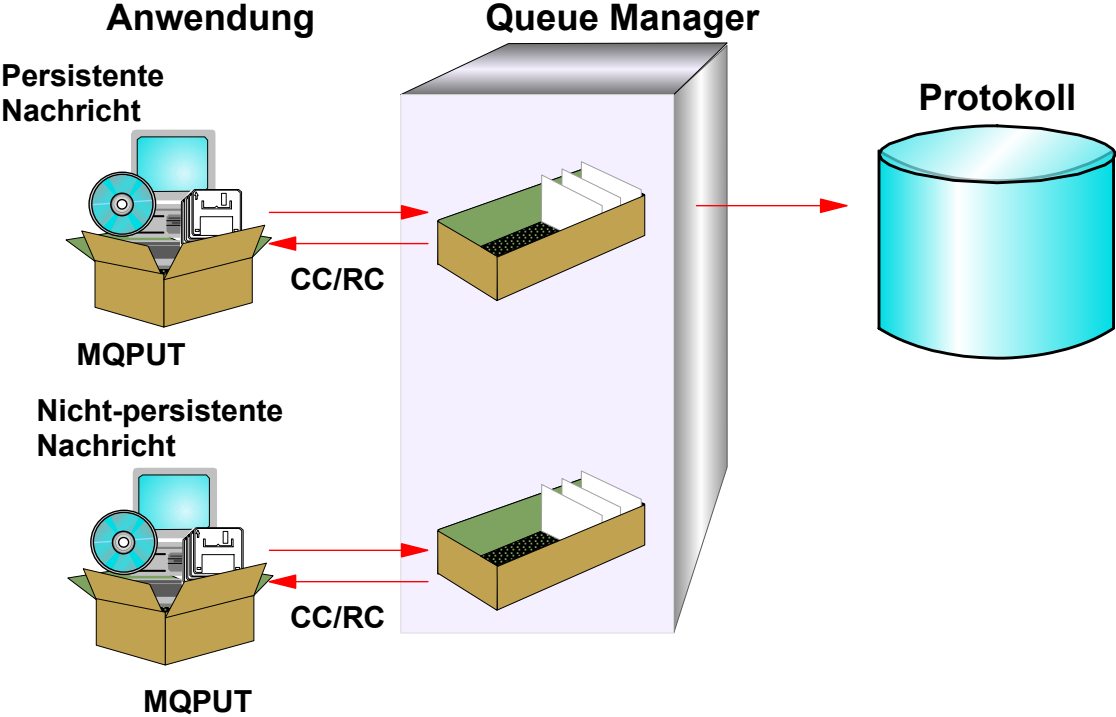 Anwendung
Queue Manager
Protokoll
Persistente
Nachricht
CC/RC
MQPUT
Nicht-persistente
Nachricht
CC/RC
MQPUT